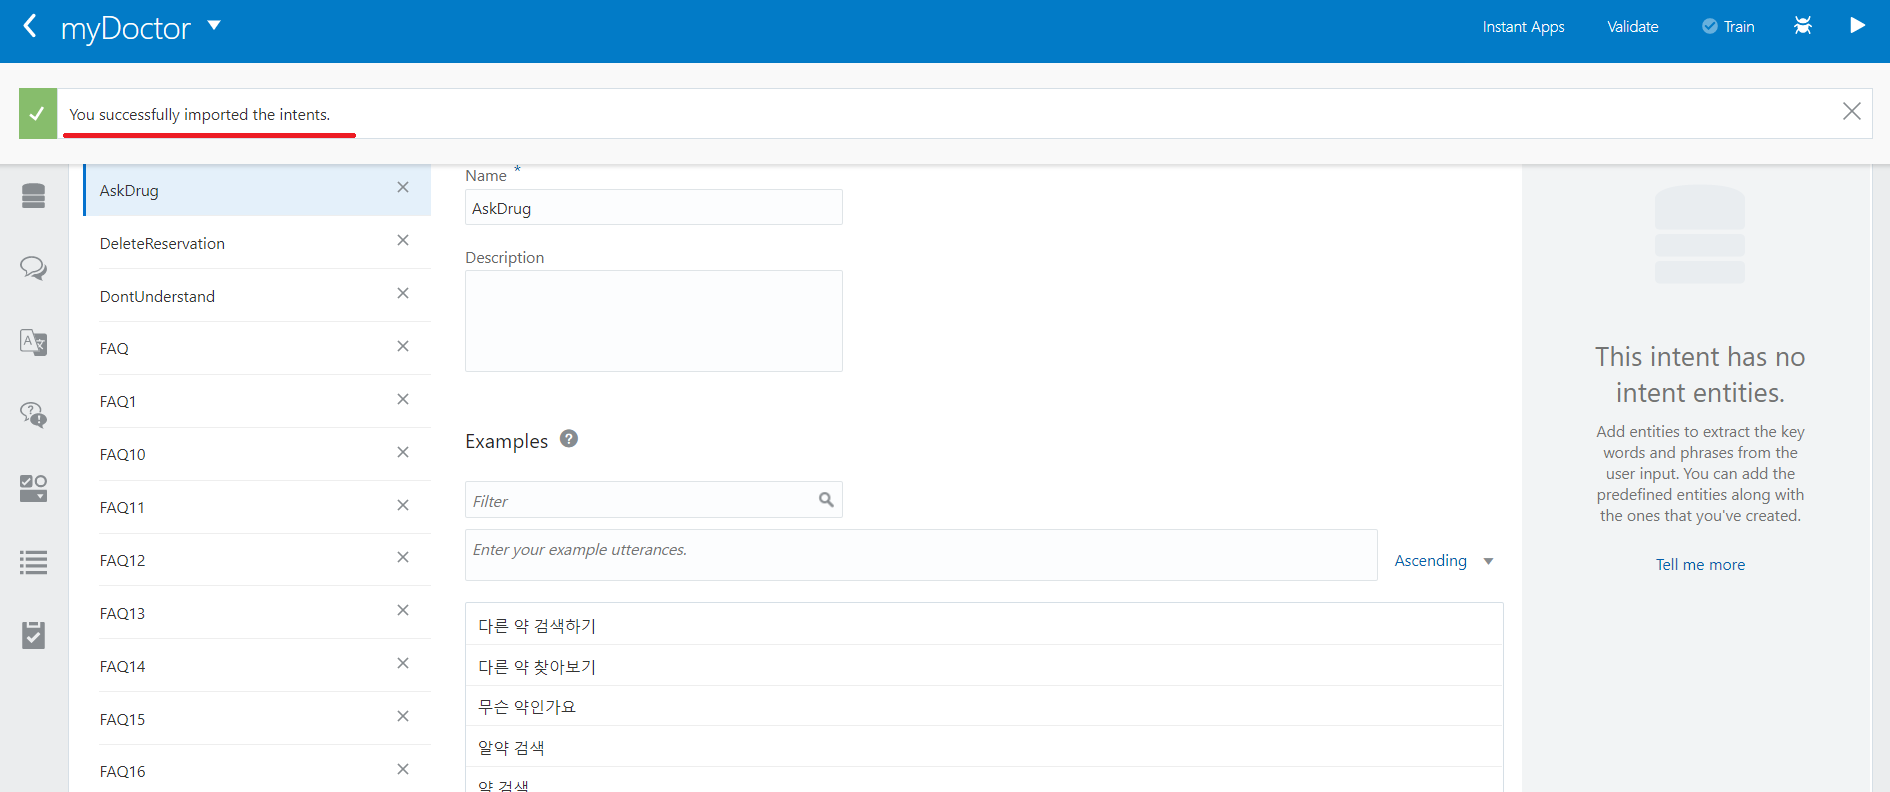 myDoctor
Instant Apps
Validate
Train
You successfully imported the intents.
AskDrug
DeleteReservation
DontUnderstand
FAQ
FAQ1
FAQ10
FAQ11
FAQ12
FAQ13
FAQ14
FAQ15
FAQ16
Name *
AskDrug
Description
Examples
Filter
Enter your example utterances.
Ascending
다른 약 검색하기
다른 약 찾아보기
무슨 약인가요
알약 검색
약 검색
This intent has no
intent entities.
Add entities to extract the key
words and phrases from the
user input. You can add the
predefined entities along with
the ones that you've created.
Tell me more